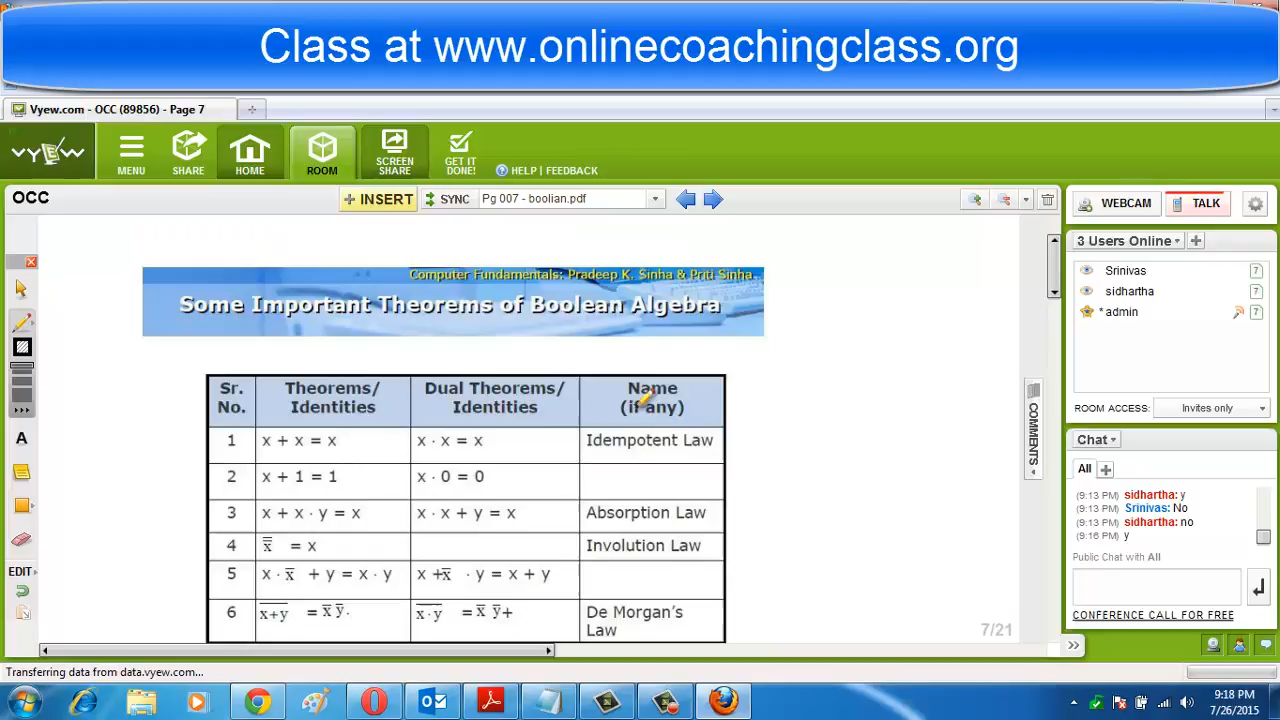 Class at www.onlinecoachingclass.org
Vyew.com - OCC (89856) - Page 7
VYEW
MENU
SHARE
HOME
ROOM
SCREEN
SHARE
GET IT
DONE!
HELP | FEEDBACK
OCC
+ INSERT
SYNC
Pg 007 - boolian.pdf
WEBCAM
TALK
3 Users Online
Srinivas 7
sidhartha 7
* admin 7
COMMENTS
ROOM ACCESS: Invites only
Chat
All
(9:13 PM) sidhartha: y
(9:13 PM) Srinivas: No
(9:13 PM) sidhartha: no
(9:16 PM) y
Public Chat with All
CONFERENCE CALL FOR FREE
A
EDIT
Computer Fundamentals: Pradeep K. Sinha & Priti Sinha
Some Important Theorems of Boolean Algebra
Sr. No. Theorems/ Identities Dual Theorems/ Identities Name (if any)
1 x + x = x x · x = x Idempotent Law
2 x + 1 = 1 x · 0 = 0
3 x + x · y = x x · x + y = x Absorption Law
4 x̿ = x Involution Law
5 x · x̅ + y = x · y x + x̅ · y = x + y
6 x̅+̅y̅ = x̅ y̅. x̅·̅y̅ = x̅ y̅+ De Morgan's Law
7/21
Transferring data from data.vyew.com...
9:18 PM
7/26/2015